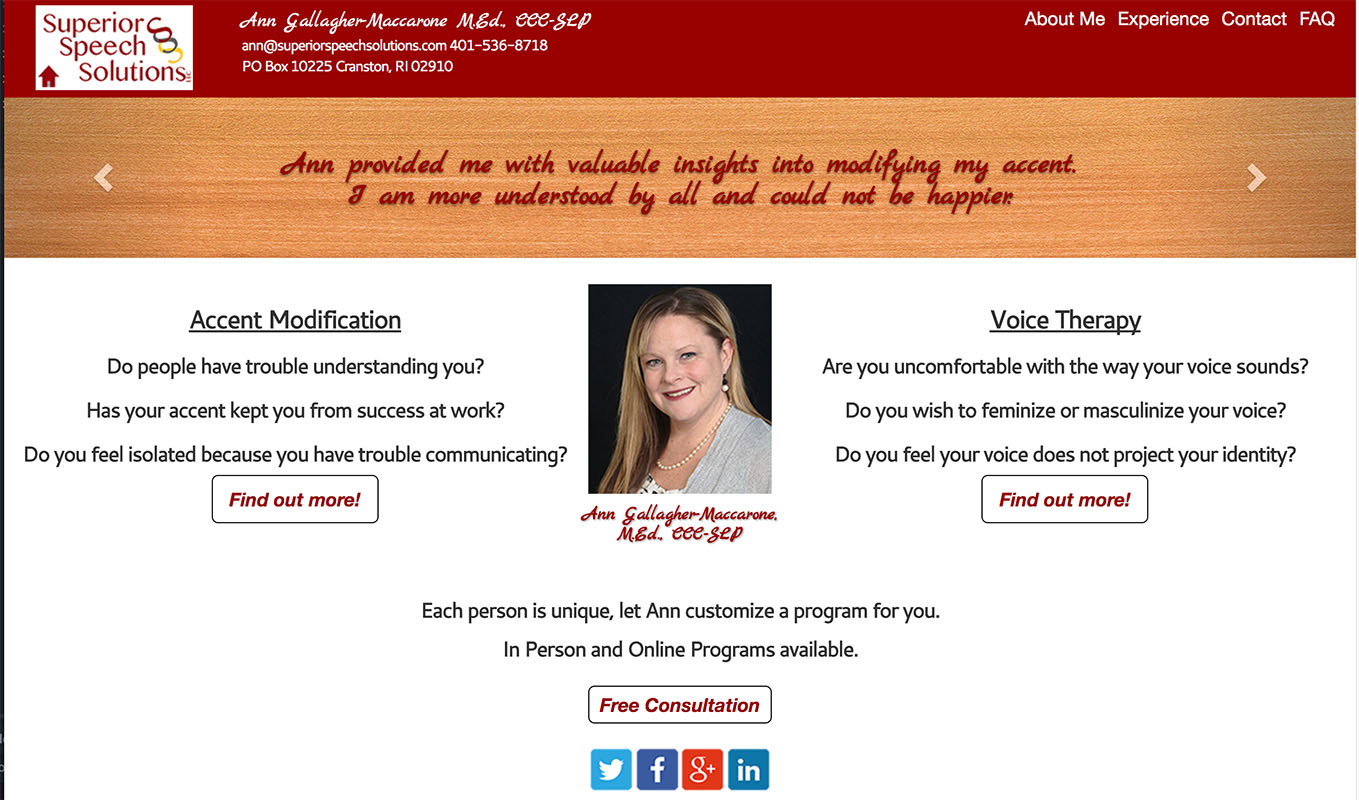 Superior
Speech
Solutions LLC
Ann Gallagher-Maccarone M.Ed., CCC-SLP
ann@superiorspeechsolutions.com 401-536-8718
PO Box 10225 Cranston, RI 02910
About Me Experience Contact FAQ
Ann provided me with valuable insights into modifying my accent.
I am more understood by all and could not be happier.
Accent Modification
Do people have trouble understanding you?
Has your accent kept you from success at work?
Do you feel isolated because you have trouble communicating?
Find out more!
Ann Gallagher-Maccarone,
M.Ed., CCC-SLP
Voice Therapy
Are you uncomfortable with the way your voice sounds?
Do you wish to feminize or masculinize your voice?
Do you feel your voice does not project your identity?
Find out more!
Each person is unique, let Ann customize a program for you.
In Person and Online Programs available.
Free Consultation
f g+ in